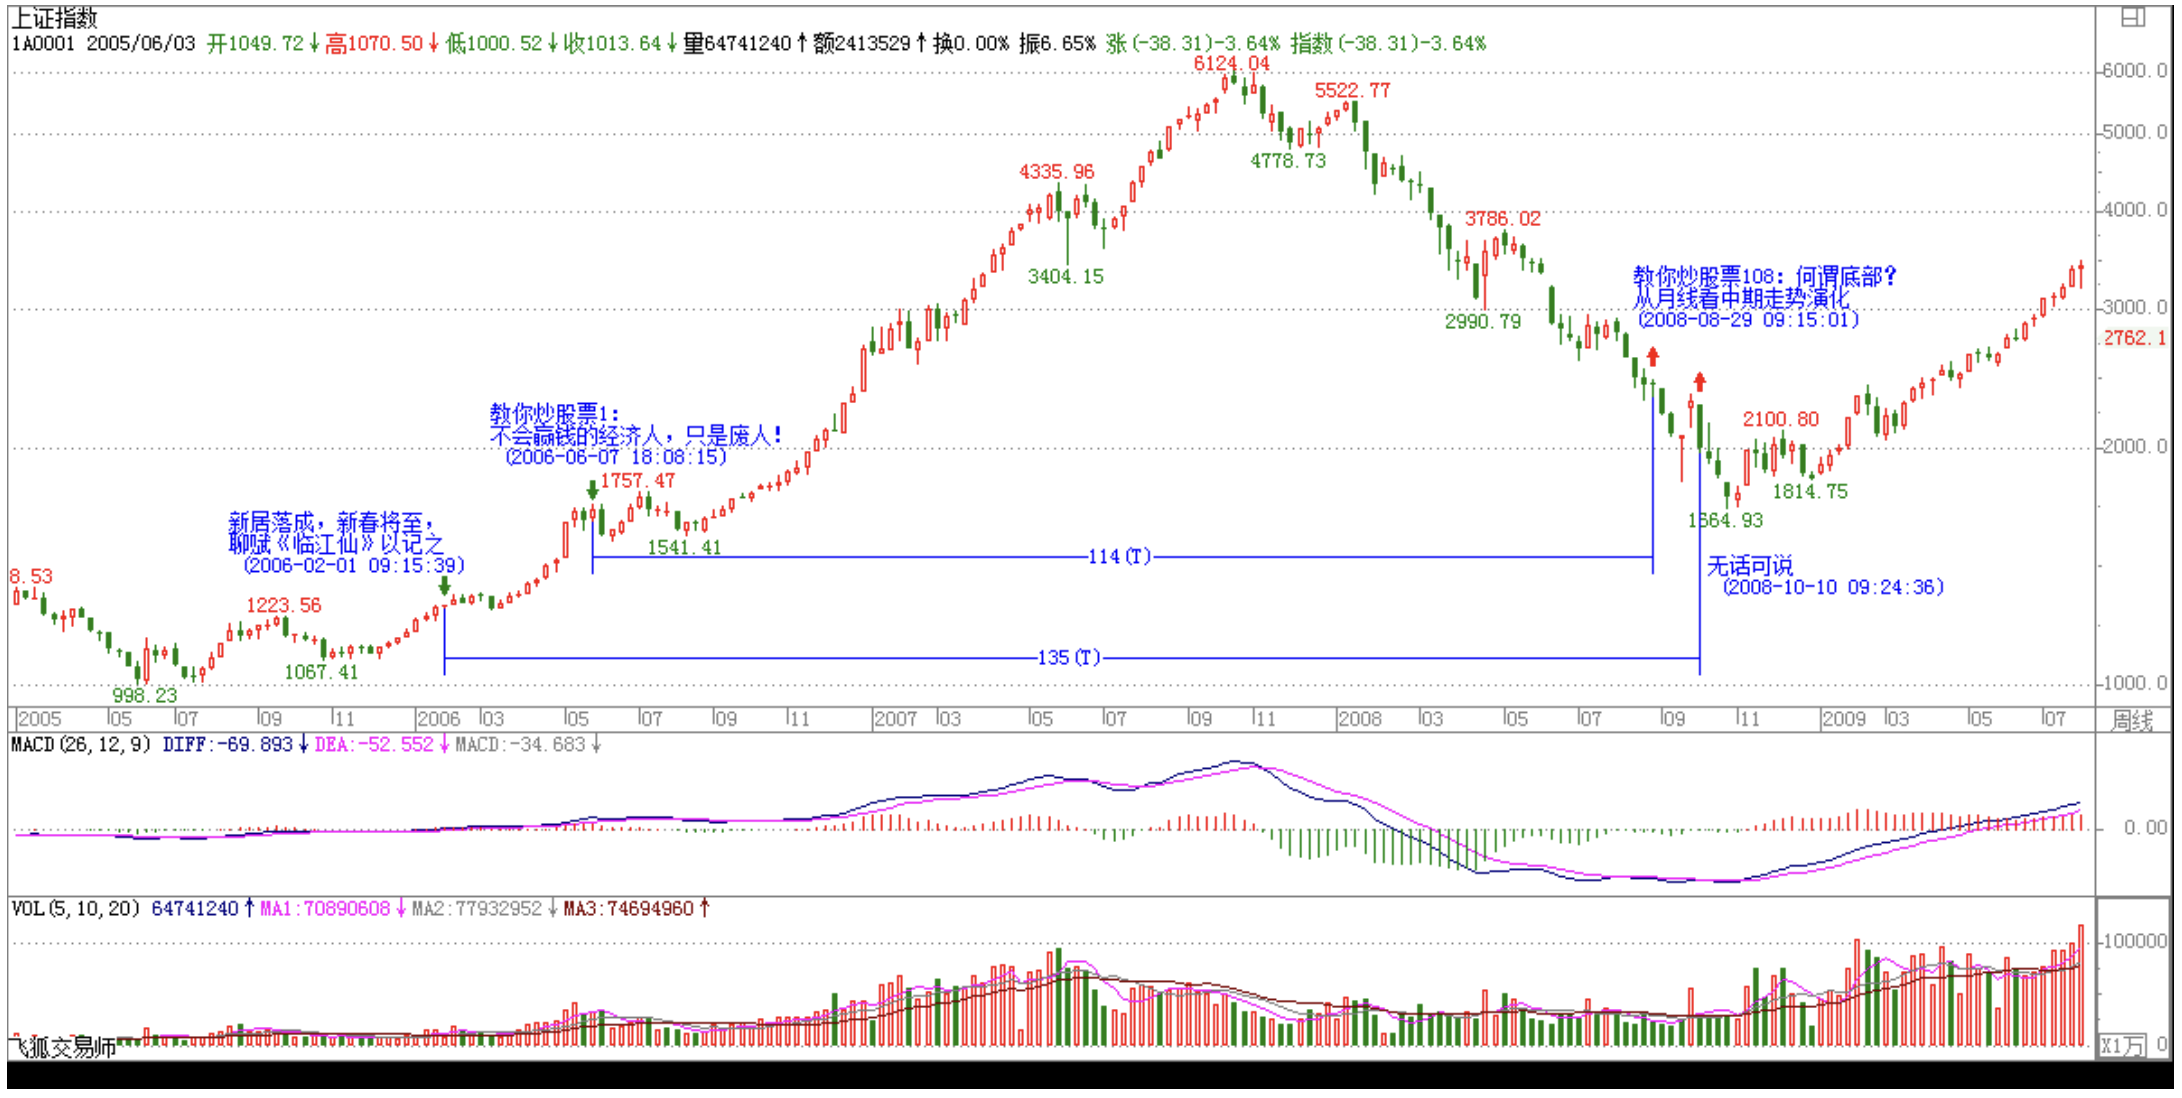 上证指数
1A0001 2005/06/03 开1049.72↓高1070.50↓低1000.52↓收1013.64↓量64741240↑额2413529↑换0.00% 振6.65% 涨(-38.31)-3.64% 指数(-38.31)-3.64%
6124.04
6000.0
5522.77
5000.0
4778.73
4335.96
4000.0
3786.02
3404.15
教你炒股票108：何谓底部？
从月线看中期走势演化
(2008-08-29 09:15:01)
3000.0
2990.79
2762.1
教你炒股票1：
不会赢钱的经济人，只是废人！
(2006-06-07 18:08:15)
2100.80
2000.0
1757.47
1814.75
1664.93
新居落成，新春将至，
聊赋《临江仙》以记之
(2006-02-01 09:15:39)
1541.41
114(T)
无话可说
(2008-10-10 09:24:36)
8.53
1223.56
135(T)
1067.41
998.23
1000.0
2005 05 07 09 11 2006 03 05 07 09 11 2007 03 05 07 09 11 2008 03 05 07 09 11 2009 03 05 07 周线
MACD(26,12,9) DIFF:-69.893↓DEA:-52.552↓MACD:-34.683↓
0.00
VOL(5,10,20) 64741240↑MA1:70890608↓MA2:77932952↓MA3:74694960↑
100000
飞狐交易师
X1万 0